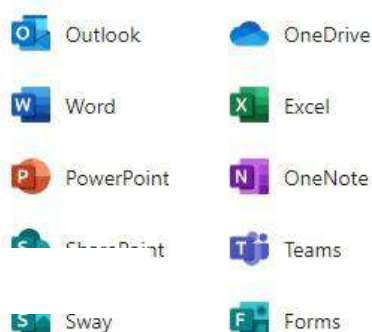 Outlook OneDrive
Word Excel
PowerPoint OneNote
Teams
Sway Forms